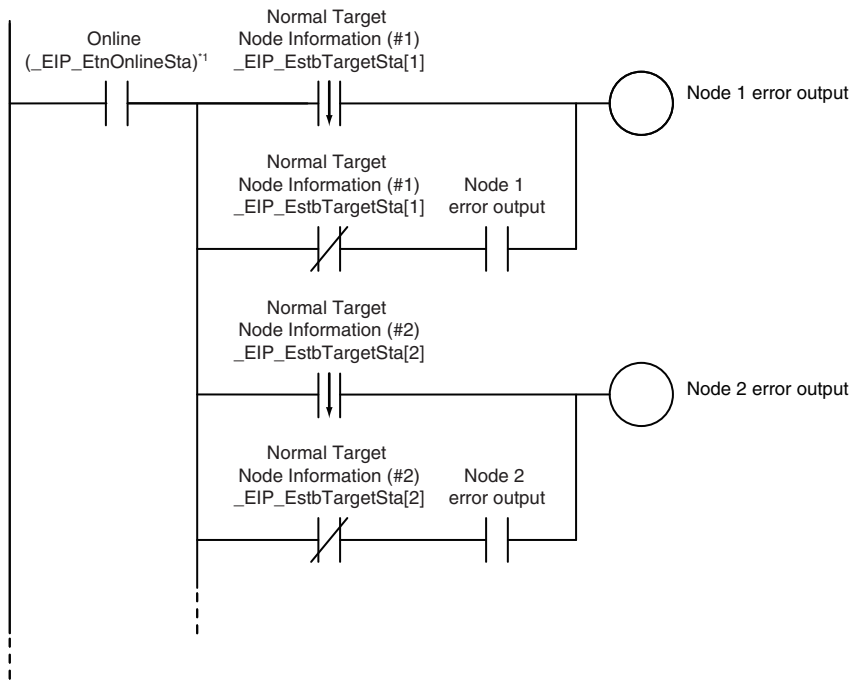 Online
(_EIP_EtnOnlineSta)*1
Normal Target
Node Information (#1)
_EIP_EstbTargetSta[1]
Node 1 error output
Normal Target
Node Information (#1)
_EIP_EstbTargetSta[1]
Node 1
error output
Normal Target
Node Information (#2)
_EIP_EstbTargetSta[2]
Node 2 error output
Normal Target
Node Information (#2)
_EIP_EstbTargetSta[2]
Node 2
error output